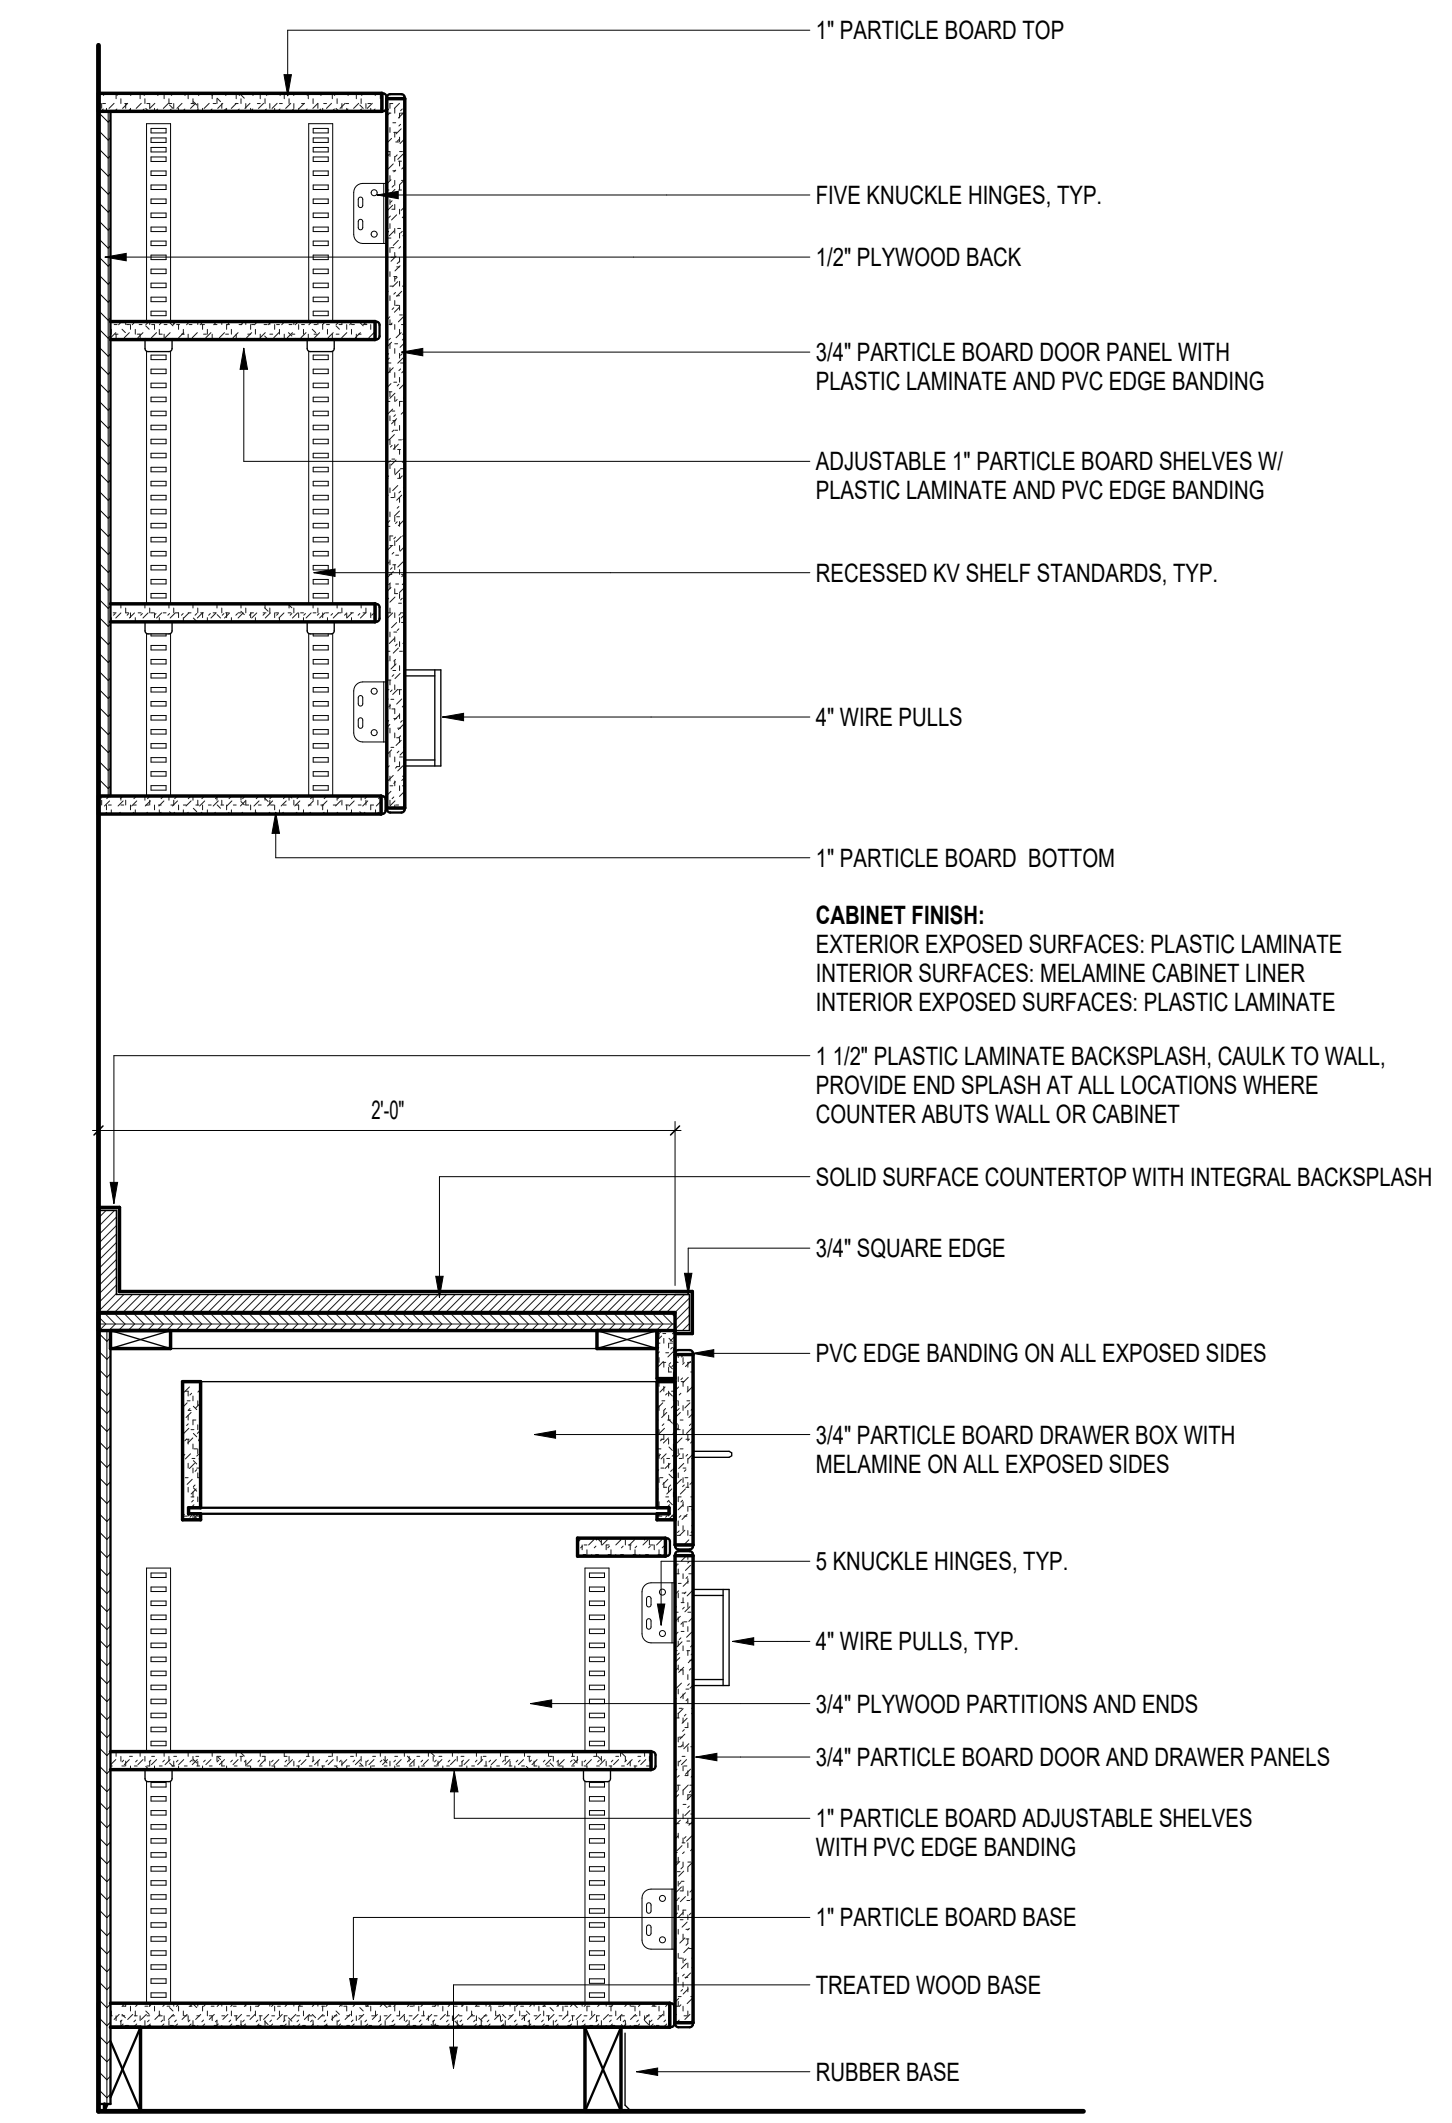 1" PARTICLE BOARD TOP
FIVE KNUCKLE HINGES, TYP.
1/2" PLYWOOD BACK
3/4" PARTICLE BOARD DOOR PANEL WITH
PLASTIC LAMINATE AND PVC EDGE BANDING
ADJUSTABLE 1" PARTICLE BOARD SHELVES W/
PLASTIC LAMINATE AND PVC EDGE BANDING
RECESSED KV SHELF STANDARDS, TYP.
4" WIRE PULLS
1" PARTICLE BOARD  BOTTOM
CABINET FINISH:
EXTERIOR EXPOSED SURFACES: PLASTIC LAMINATE
INTERIOR SURFACES: MELAMINE CABINET LINER
INTERIOR EXPOSED SURFACES: PLASTIC LAMINATE
1 1/2" PLASTIC LAMINATE BACKSPLASH, CAULK TO WALL,
PROVIDE END SPLASH AT ALL LOCATIONS WHERE
COUNTER ABUTS WALL OR CABINET
2'-0"
SOLID SURFACE COUNTERTOP WITH INTEGRAL BACKSPLASH
3/4" SQUARE EDGE
PVC EDGE BANDING ON ALL EXPOSED SIDES
3/4" PARTICLE BOARD DRAWER BOX WITH
MELAMINE ON ALL EXPOSED SIDES
5 KNUCKLE HINGES, TYP.
4" WIRE PULLS, TYP.
3/4" PLYWOOD PARTITIONS AND ENDS
3/4" PARTICLE BOARD DOOR AND DRAWER PANELS
1" PARTICLE BOARD ADJUSTABLE SHELVES
WITH PVC EDGE BANDING
1" PARTICLE BOARD BASE
TREATED WOOD BASE
RUBBER BASE